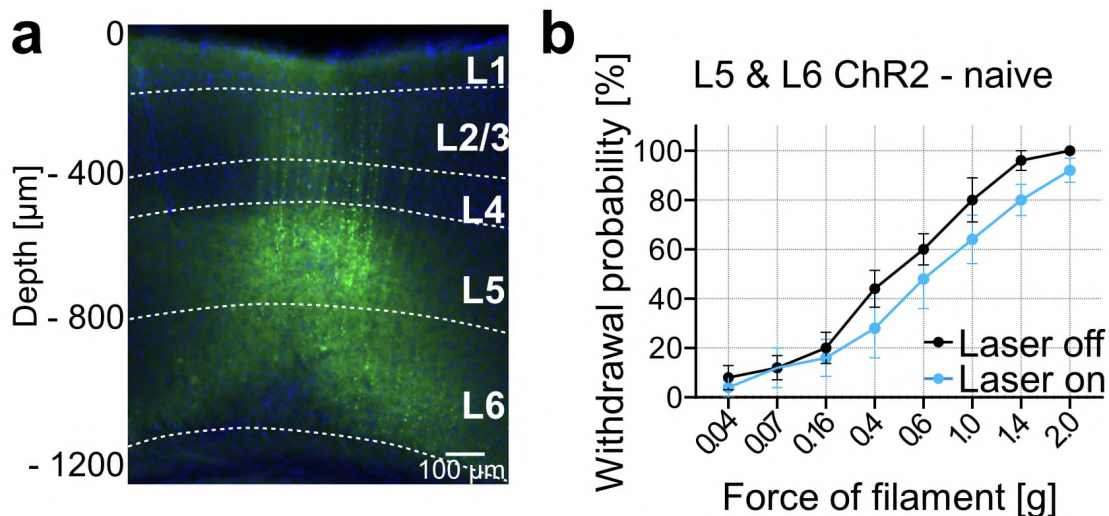 a
0
- 400
- 800
- 1200
Depth [µm]
L1
L2/3
L4
L5
L6
100 µm
b
L5 & L6 ChR2 - naive
Withdrawal probability [%]
100
80
60
40
20
0
Laser off
Laser on
0.04
0.07
0.16
0.4
0.6
1.0
1.4
2.0
Force of filament [g]